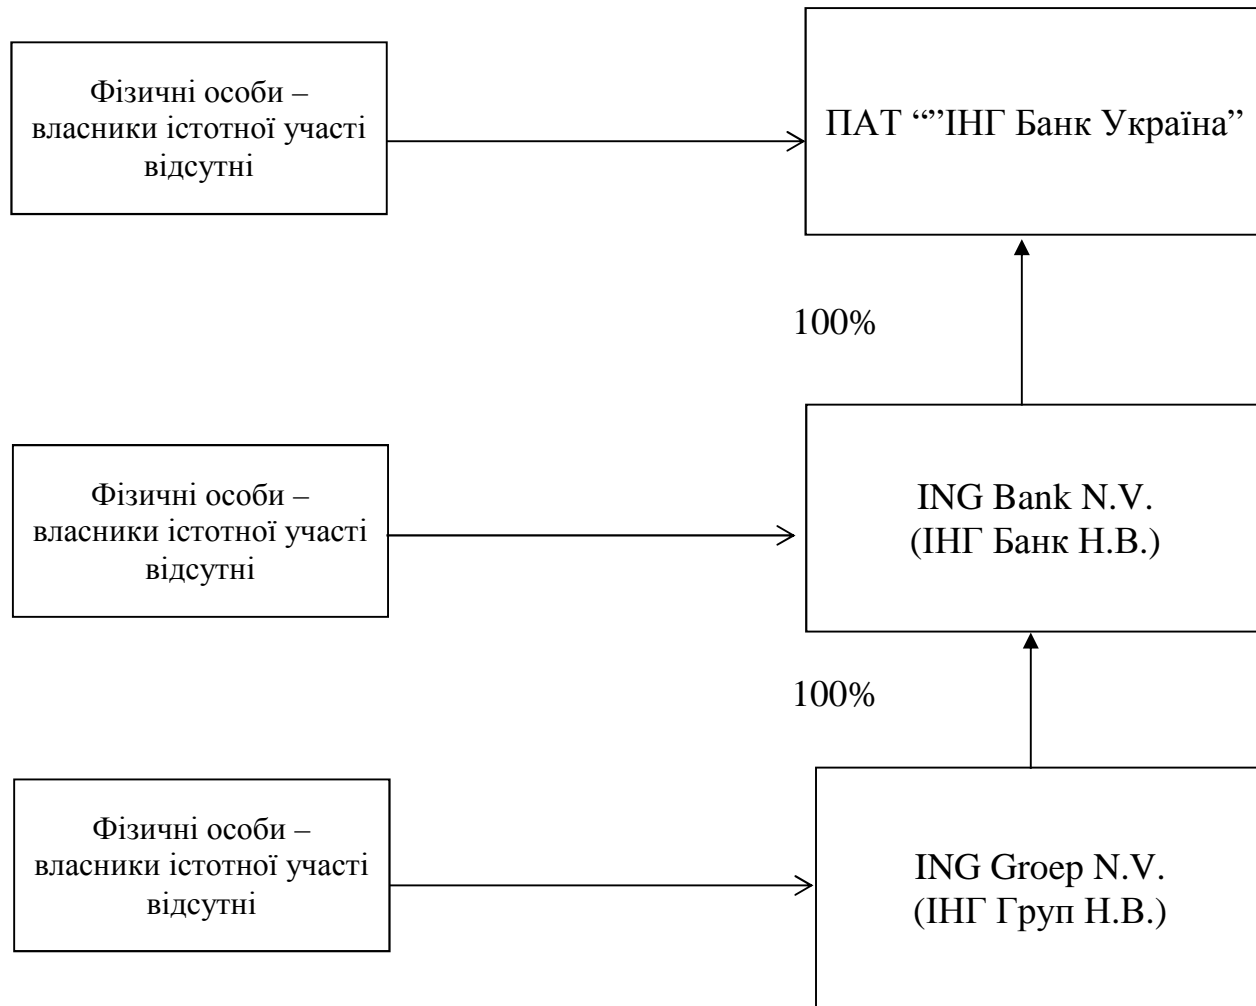 Фізичні особи –
власники істотної участі
відсутні
ПАТ “”ІНГ Банк Україна”
100%
Фізичні особи –
власники істотної участі
відсутні
ING Bank N.V.
(ІНГ Банк Н.В.)
100%
Фізичні особи –
власники істотної участі
відсутні
ING Groep N.V.
(ІНГ Груп Н.В.)